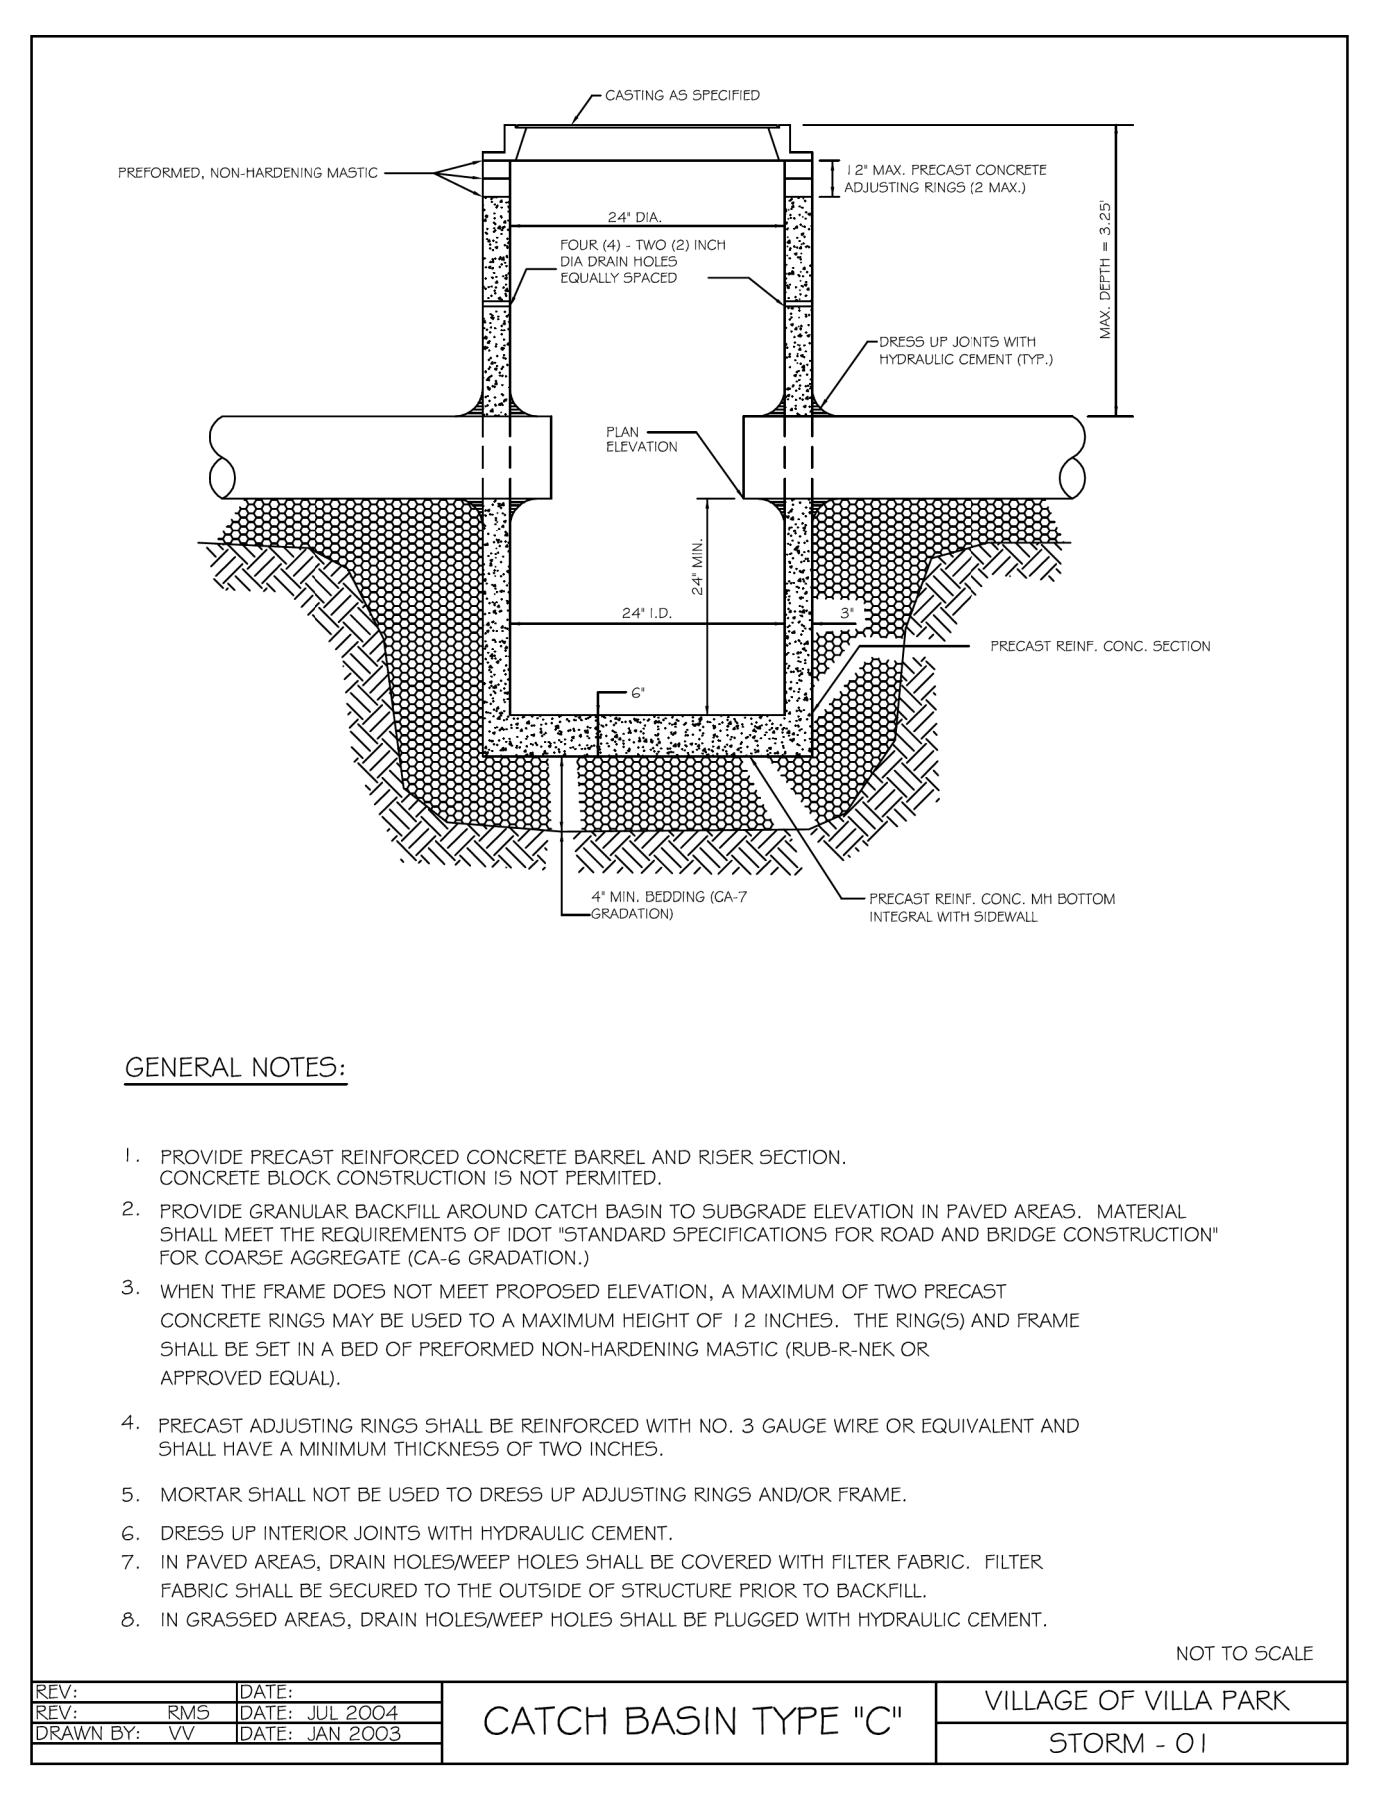 CASTING AS SPECIFIED
PREFORMED, NON-HARDENING MASTIC
12" MAX. PRECAST CONCRETE
ADJUSTING RINGS (2 MAX.)
24" DIA.
FOUR (4) - TWO (2) INCH
DIA DRAIN HOLES
EQUALLY SPACED
MAX. DEPTH = 3.25'
DRESS UP JOINTS WITH
HYDRAULIC CEMENT (TYP.)
PLAN
ELEVATION
24" MIN.
24" I.D.
3"
PRECAST REINF. CONC. SECTION
6"
4" MIN. BEDDING (CA-7
GRADATION)
PRECAST REINF. CONC. MH BOTTOM
INTEGRAL WITH SIDEWALL
GENERAL NOTES:
1. PROVIDE PRECAST REINFORCED CONCRETE BARREL AND RISER SECTION.
CONCRETE BLOCK CONSTRUCTION IS NOT PERMITED.
2. PROVIDE GRANULAR BACKFILL AROUND CATCH BASIN TO SUBGRADE ELEVATION IN PAVED AREAS. MATERIAL
SHALL MEET THE REQUIREMENTS OF IDOT "STANDARD SPECIFICATIONS FOR ROAD AND BRIDGE CONSTRUCTION"
FOR COARSE AGGREGATE (CA-6 GRADATION.)
3. WHEN THE FRAME DOES NOT MEET PROPOSED ELEVATION, A MAXIMUM OF TWO PRECAST
CONCRETE RINGS MAY BE USED TO A MAXIMUM HEIGHT OF 12 INCHES. THE RING(S) AND FRAME
SHALL BE SET IN A BED OF PREFORMED NON-HARDENING MASTIC (RUB-R-NEK OR
APPROVED EQUAL).
4. PRECAST ADJUSTING RINGS SHALL BE REINFORCED WITH NO. 3 GAUGE WIRE OR EQUIVALENT AND
SHALL HAVE A MINIMUM THICKNESS OF TWO INCHES.
5. MORTAR SHALL NOT BE USED TO DRESS UP ADJUSTING RINGS AND/OR FRAME.
6. DRESS UP INTERIOR JOINTS WITH HYDRAULIC CEMENT.
7. IN PAVED AREAS, DRAIN HOLES/WEEP HOLES SHALL BE COVERED WITH FILTER FABRIC. FILTER
FABRIC SHALL BE SECURED TO THE OUTSIDE OF STRUCTURE PRIOR TO BACKFILL.
8. IN GRASSED AREAS, DRAIN HOLES/WEEP HOLES SHALL BE PLUGGED WITH HYDRAULIC CEMENT.
NOT TO SCALE
REV: DATE:
REV: RMS DATE: JUL 2004
DRAWN BY: VV DATE: JAN 2003
CATCH BASIN TYPE "C"
VILLAGE OF VILLA PARK
STORM - 01